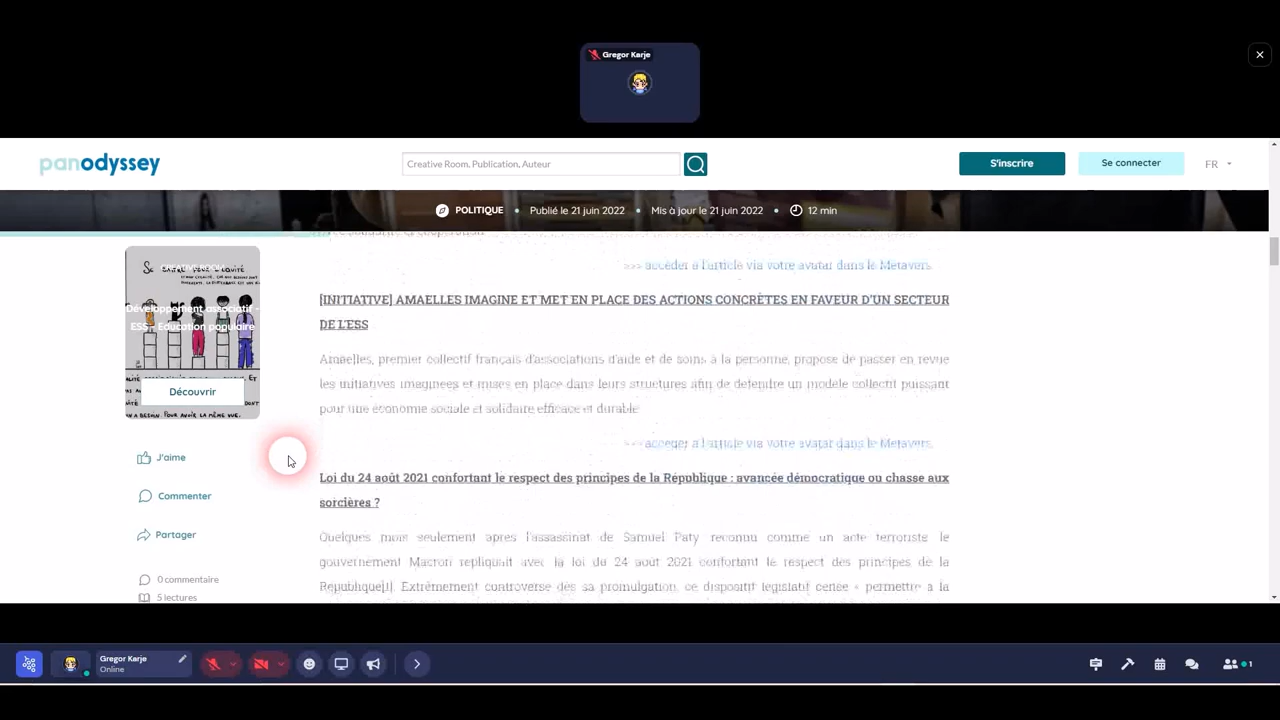 Gregor Karje
panodyssey
Creative Room, Publication, Auteur
S'inscrire
Se connecter
FR
POLITIQUE • Publié le 21 juin 2022 • Mis à jour le 21 juin 2022 • 12 min
>>> accéder à l'article via votre avatar dans le Metavers
[INITIATIVE] AMAELLES IMAGINE ET MET EN PLACE DES ACTIONS CONCRÈTES EN FAVEUR D'UN SECTEUR
DE L'ESS
Amaelles, premier collectif français d'associations d'aide et de soins à la personne, propose de passer en revue
les initiatives imaginées et mises en place dans leurs structures afin de défendre un modèle collectif puissant
pour une économie sociale et solidaire efficace et durable
>>> accéder à l'article via votre avatar dans le Metavers
Loi du 24 août 2021 confortant le respect des principes de la République : avancée démocratique ou chasse aux
sorcières ?
Quelques mois seulement après l'assassinat de Samuel Paty reconnu comme un acte terroriste le
gouvernement Macron répliquait avec la loi du 24 août 2021 confortant le respect des principes de la
République[1]. Extrêmement controversé dès sa promulgation, ce dispositif législatif censé « permettre à la
CREATIVE ROOM
Développement associatif -
ESS - Education populaire
Découvrir
J'aime
Commenter
Partager
0 commentaire
5 lectures
Gregor Karje
Online
1